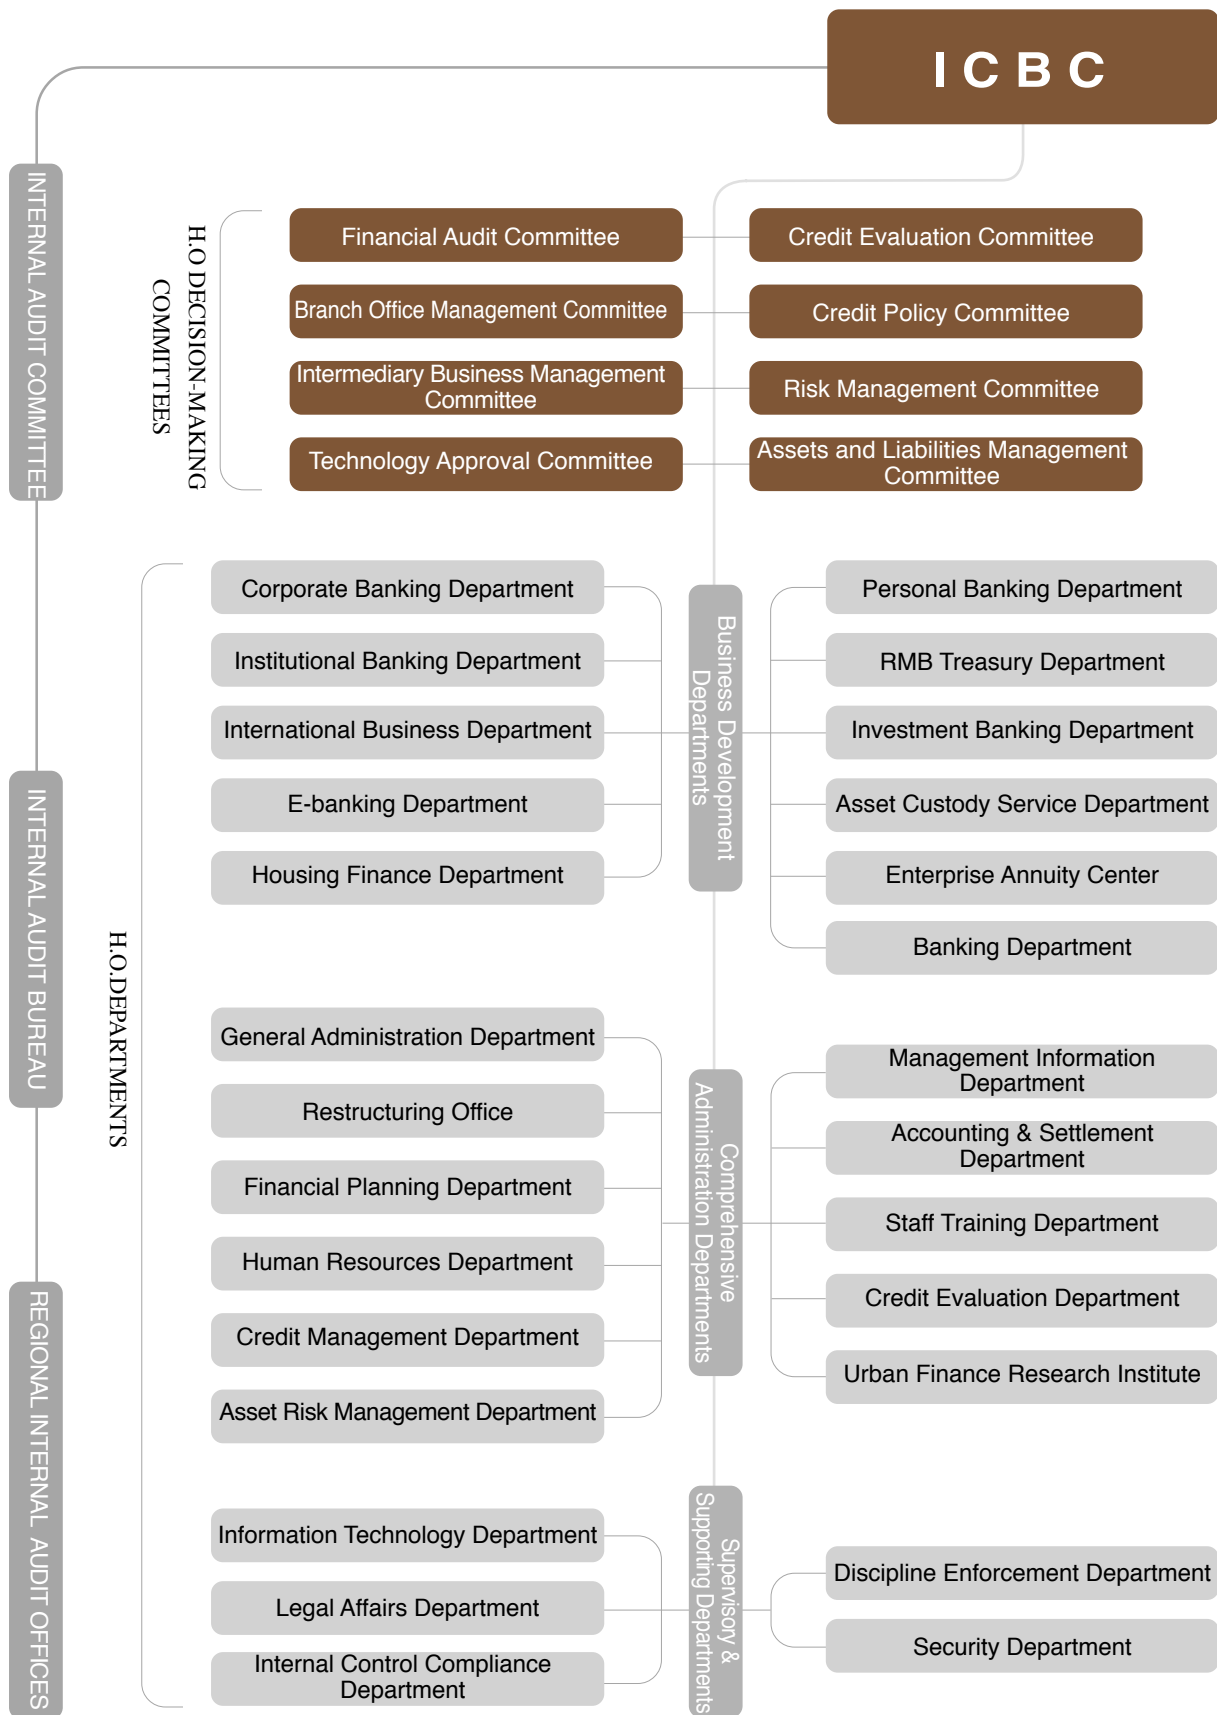 I C B C
INTERNAL AUDIT COMMITTEE
INTERNAL AUDIT BUREAU
REGIONAL INTERNAL AUDIT OFFICES
H.O DECISION-MAKING
COMMITTEES
Financial Audit Committee
Credit Evaluation Committee
Branch Office Management Committee
Credit Policy Committee
Intermediary Business Management
Committee
Risk Management Committee
Technology Approval Committee
Assets and Liabilities Management
Committee
H.O.DEPARTMENTS
Business Development
Departments
Corporate Banking Department
Institutional Banking Department
International Business Department
E-banking Department
Housing Finance Department
Personal Banking Department
RMB Treasury Department
Investment Banking Department
Asset Custody Service Department
Enterprise Annuity Center
Banking Department
Comprehensive
Administration Departments
General Administration Department
Restructuring Office
Financial Planning Department
Human Resources Department
Credit Management Department
Asset Risk Management Department
Management Information
Department
Accounting & Settlement
Department
Staff Training Department
Credit Evaluation Department
Urban Finance Research Institute
Supervisory &
Supporting Departments
Information Technology Department
Legal Affairs Department
Internal Control Compliance
Department
Discipline Enforcement Department
Security Department